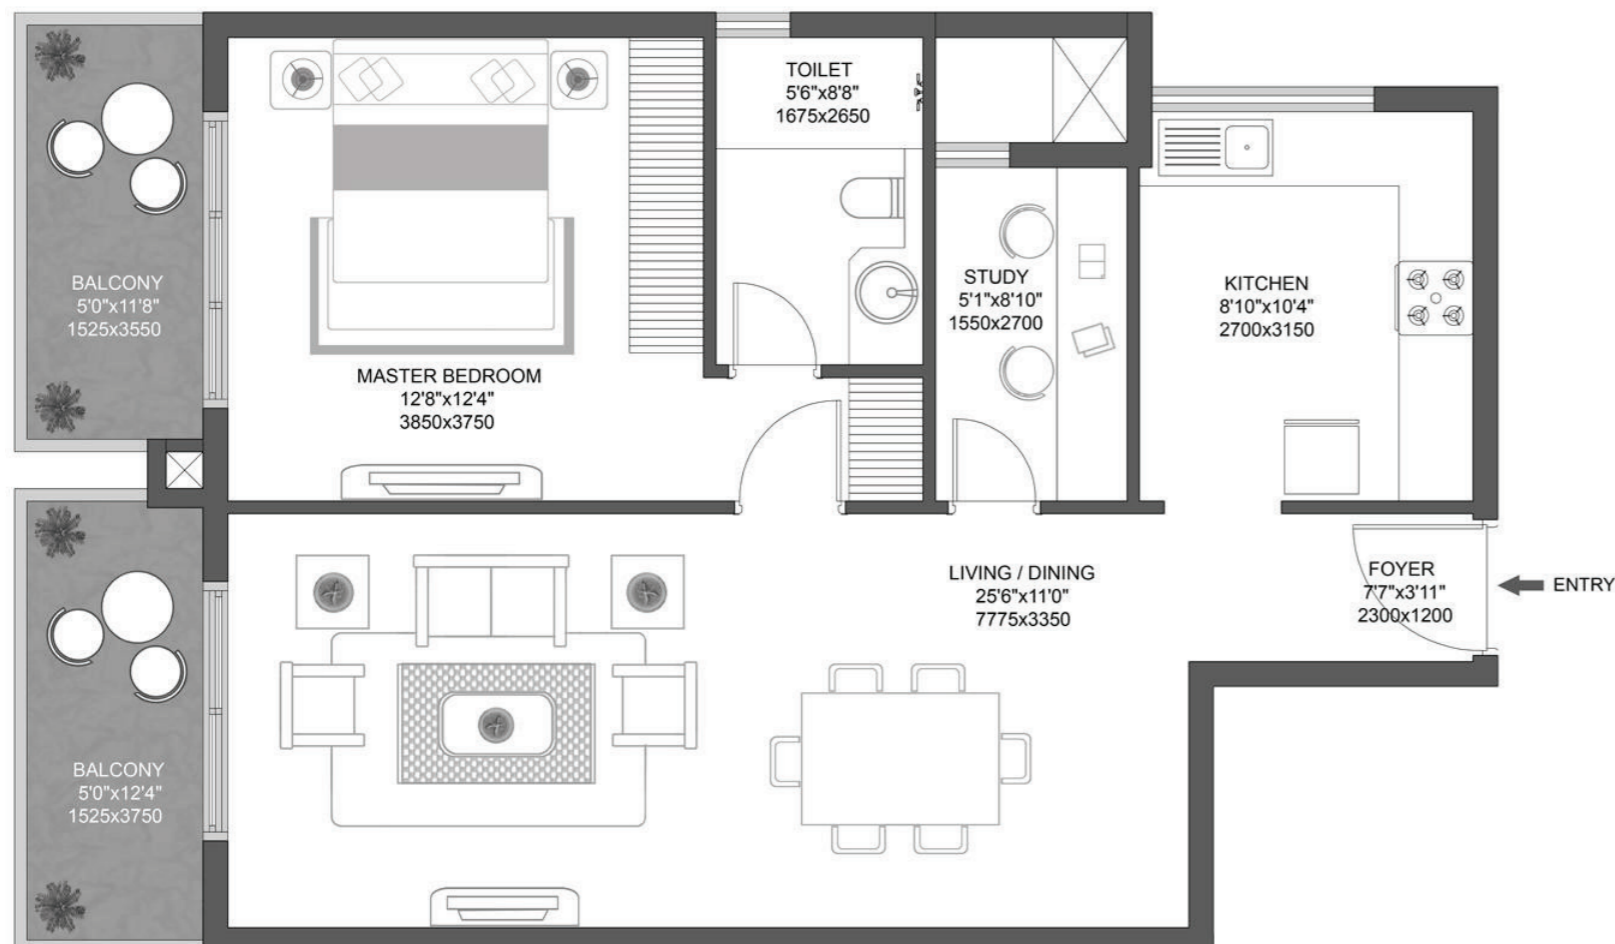 TOILET
5'6"x8'8"
1675x2650
BALCONY
5'0"x11'8"
1525x3550
STUDY
5'1"x8'10"
1550x2700
KITCHEN
8'10"x10'4"
2700x3150
MASTER BEDROOM
12'8"x12'4"
3850x3750
LIVING / DINING
25'6"x11'0"
7775x3350
FOYER
7'7"x3'11"
2300x1200
ENTRY
BALCONY
5'0"x12'4"
1525x3750